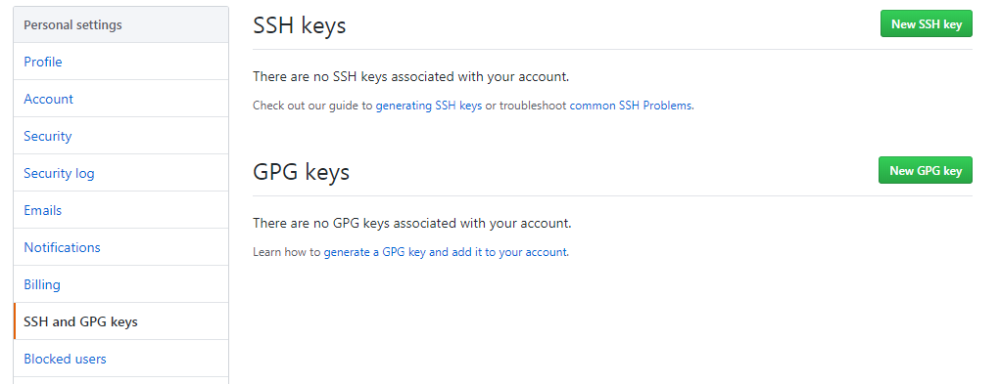 Personal settings
Profile
Account
Security
Security log
Emails
Notifications
Billing
SSH and GPG keys
Blocked users
SSH keys
New SSH key
There are no SSH keys associated with your account.
Check out our guide to generating SSH keys or troubleshoot common SSH Problems.
GPG keys
New GPG key
There are no GPG keys associated with your account.
Learn how to generate a GPG key and add it to your account.